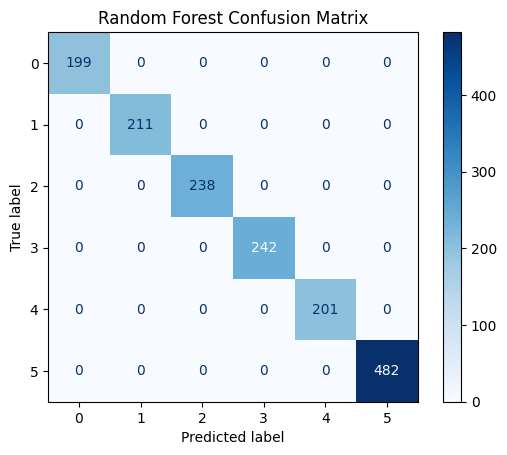 Random Forest Confusion Matrix
True label
0 199 0 0 0 0 0
1 0 211 0 0 0 0
2 0 0 238 0 0 0
3 0 0 0 242 0 0
4 0 0 0 0 201 0
5 0 0 0 0 0 482
0 1 2 3 4 5
Predicted label
400
300
200
100
0